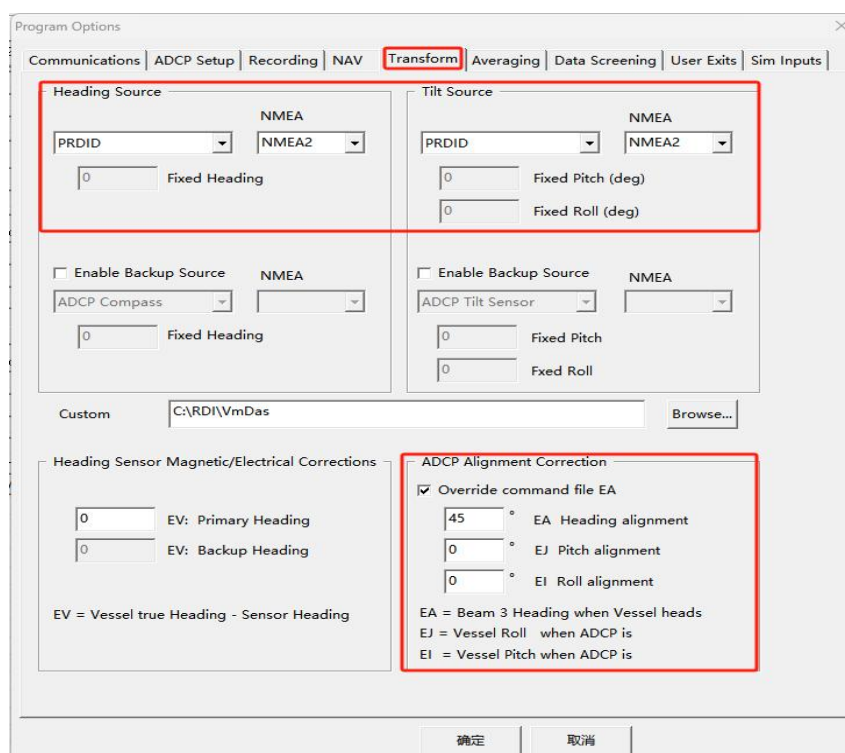 Program Options
Communications ADCP Setup Recording NAV Transform Averaging Data Screening User Exits Sim Inputs
Heading Source
NMEA
PRDID NMEA2
0 Fixed Heading
Tilt Source
NMEA
PRDID NMEA2
0 Fixed Pitch (deg)
0 Fixed Roll (deg)
Enable Backup Source NMEA
ADCP Compass
0 Fixed Heading
Enable Backup Source NMEA
ADCP Tilt Sensor
0 Fixed Pitch
0 Fxed Roll
Custom C:\RDI\VmDas Browse...
Heading Sensor Magnetic/Electrical Corrections
0 EV: Primary Heading
0 EV: Backup Heading
EV = Vessel true Heading - Sensor Heading
ADCP Alignment Correction
Override command file EA
45 ° EA Heading alignment
0 ° EJ Pitch alignment
0 ° EI Roll alignment
EA = Beam 3 Heading when Vessel heads
EJ = Vessel Roll when ADCP is
EI = Vessel Pitch when ADCP is
确定 取消